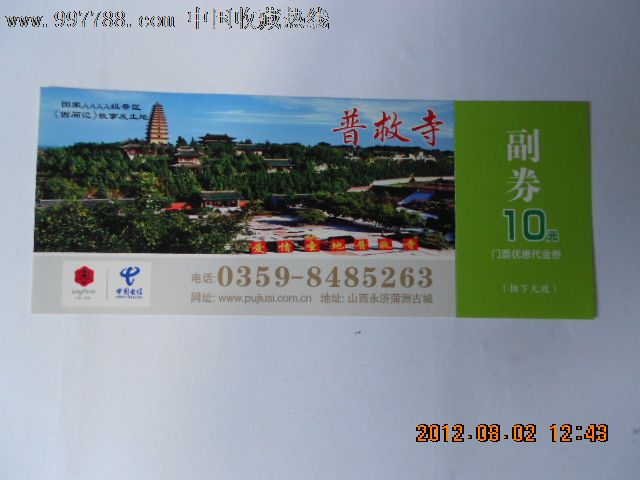 www.997788.com 中国收藏热线
国家AAAA级景区
《西厢记》故事发生地
普救寺
爱情圣地普救寺
副券
10元
门票优惠代金券
（撕下无效）
中国电信
CHINA TELECOM
电话:0359-8485263
网址: www.pujiusi.com.cn 地址: 山西永济蒲洲古城
2012.08.02 12:43